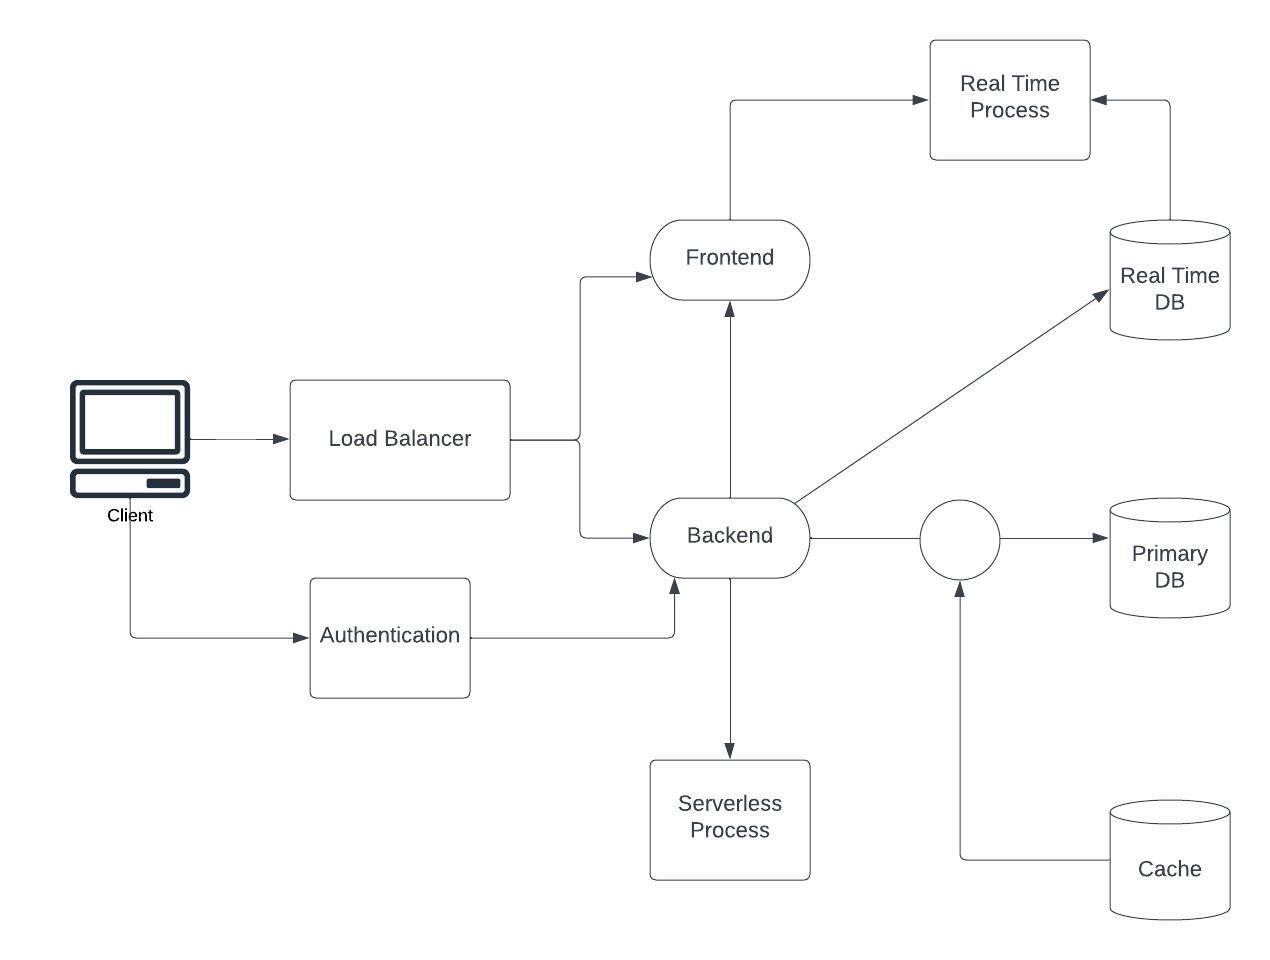 Real Time
Process
Frontend
Real Time
DB
Load Balancer
Client
Backend
Primary
DB
Authentication
Serverless
Process
Cache